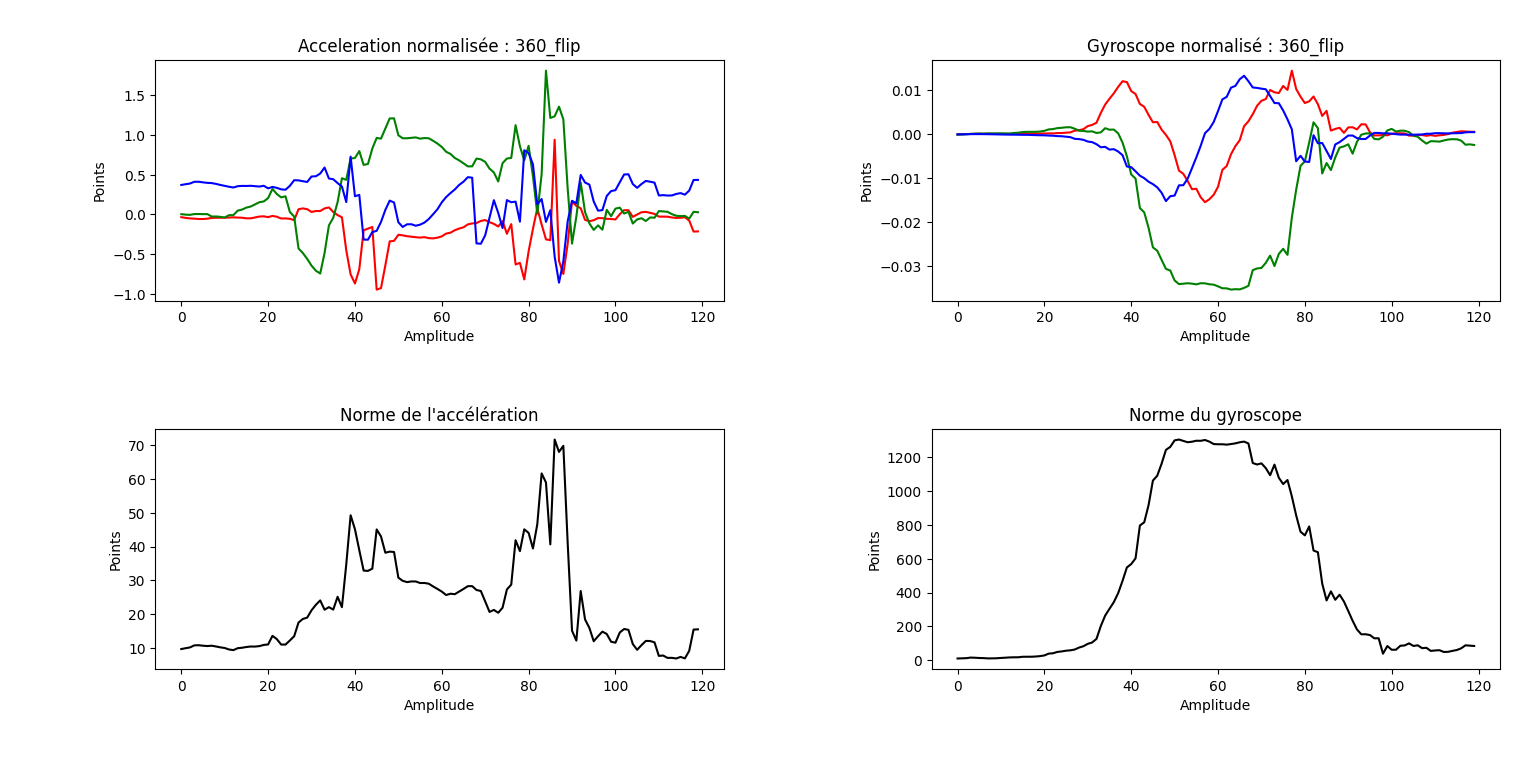 Acceleration normalisée : 360_flip
Points
1.5
1.0
0.5
0.0
−0.5
−1.0
0 20 40 60 80 100 120
Amplitude
Gyroscope normalisé : 360_flip
Points
0.01
0.00
−0.01
−0.02
−0.03
0 20 40 60 80 100 120
Amplitude
Norme de l'accélération
Points
70
60
50
40
30
20
10
0 20 40 60 80 100 120
Amplitude
Norme du gyroscope
Points
1200
1000
800
600
400
200
0
0 20 40 60 80 100 120
Amplitude